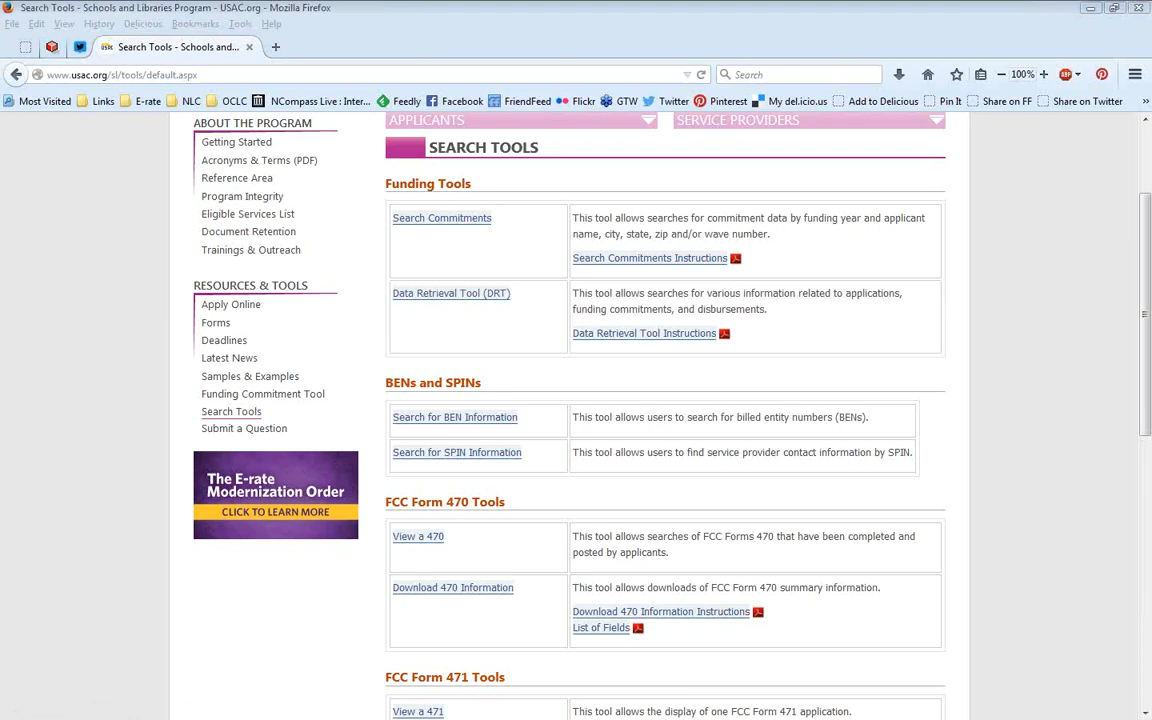 Search Tools - Schools and Libraries Program - USAC.org - Mozilla Firefox
File Edit View History Delicious Bookmarks Tools Help
USAC Search Tools - Schools and... × +
www.usac.org/sl/tools/default.aspx Search 100% ABP
Most Visited Links E-rate NLC OCLC NCompass Live : Inter... Feedly Facebook FriendFeed Flickr GTW Twitter Pinterest My del.icio.us Add to Delicious Pin It Share on FF Share on Twitter »
ABOUT THE PROGRAM
Getting Started
Acronyms & Terms (PDF)
Reference Area
Program Integrity
Eligible Services List
Document Retention
Trainings & Outreach
RESOURCES & TOOLS
Apply Online
Forms
Deadlines
Latest News
Samples & Examples
Funding Commitment Tool
Search Tools
Submit a Question
The E-rate
Modernization Order
CLICK TO LEARN MORE
APPLICANTS SERVICE PROVIDERS
SEARCH TOOLS
Funding Tools
Search Commitments
This tool allows searches for commitment data by funding year and applicant
name, city, state, zip and/or wave number.
Search Commitments Instructions
Data Retrieval Tool (DRT)
This tool allows searches for various information related to applications,
funding commitments, and disbursements.
Data Retrieval Tool Instructions
BENs and SPINs
Search for BEN Information
This tool allows users to search for billed entity numbers (BENs).
Search for SPIN Information
This tool allows users to find service provider contact information by SPIN.
FCC Form 470 Tools
View a 470
This tool allows searches of FCC Forms 470 that have been completed and
posted by applicants.
Download 470 Information
This tool allows downloads of FCC Form 470 summary information.
Download 470 Information Instructions
List of Fields
FCC Form 471 Tools
View a 471
This tool allows the display of one FCC Form 471 application.